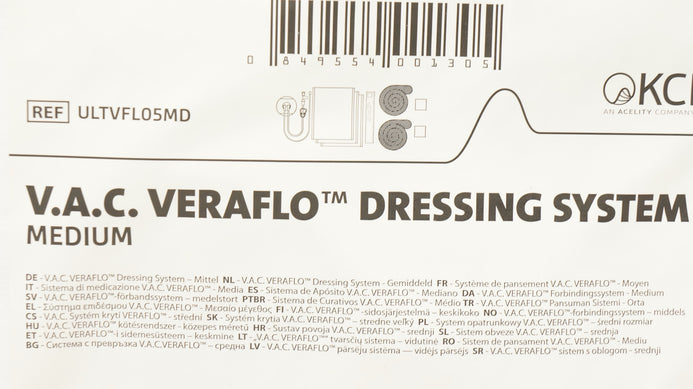 0 849554 001305
REF ULTVFL05MD
KCI
AN ACELITY COMPANY
V.A.C. VERAFLO™ DRESSING SYSTEM
MEDIUM
DE - V.A.C. VERAFLO™ Dressing System – Mittel NL - V.A.C. VERAFLO™ Dressing System - Gemiddeld FR - Système de pansement V.A.C. VERAFLO™ - Moyen
IT - Sistema di medicazione V.A.C. VERAFLO™ - Media ES - Sistema de Apósito V.A.C. VERAFLO™ - Mediano DA - V.A.C. VERAFLO™ Forbindingssystem - Medium
SV - V.A.C. VERAFLO™-förbandssystem – medelstort PTBR - Sistema de Curativos V.A.C. VERAFLO™ - Médio TR - V.A.C. VERAFLO™ Pansuman Sistemi - Orta
EL - Σύστημα επιδέσμου V.A.C. VERAFLO™ - Μεσαίο μέγεθος FI - V.A.C. VERAFLO™ -sidosjärjestelmä – keskikoko NO - V.A.C. VERAFLO™-forbindingssystem – middels
CS - V.A.C. Systém krytí VERAFLO™ - střední SK - Systém krytia V.A.C. VERAFLO™ – stredne veľký PL - System opatrunkowy V.A.C. VERAFLO™ – średni rozmiar
HU - V.A.C. VERAFLO™ kötésrendszer - közepes méretű HR - Sustav povoja V.A.C. VERAFLO™ - srednji SL - Sistem obveze V.A.C. VERAFLO™ – srednja
ET - V.A.C. VERAFLO™-i sidemesüsteem – keskmine LT - „V.A.C. VERAFLO™“ tvarsčių sistema – vidutinė RO - Sistem de pansament V.A.C. VERAFLO™ - Mediu
BG - Система с превръзка V.A.C.VERAFLO™ – средна LV - V.A.C. VERAFLO™ pārsēju sistēma — vidējs pārsējs SR - V.A.C. VERAFLO™ sistem s oblogom - srednji